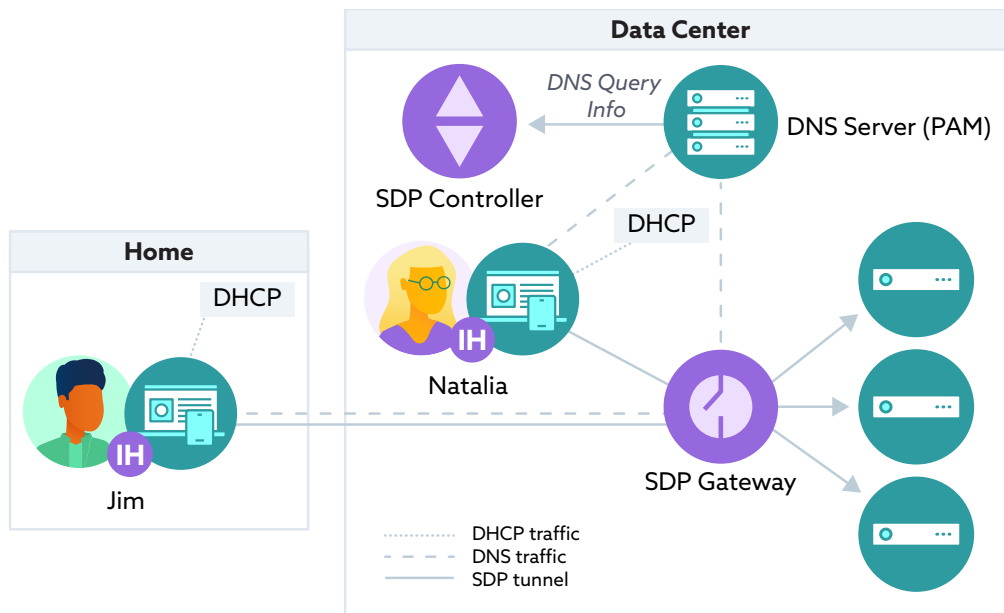 Data Center
DNS Query
Info
DNS Server (PAM)
SDP Controller
DHCP
Home
DHCP
IH
Natalia
IH
Jim
SDP Gateway
DHCP traffic
DNS traffic
SDP tunnel